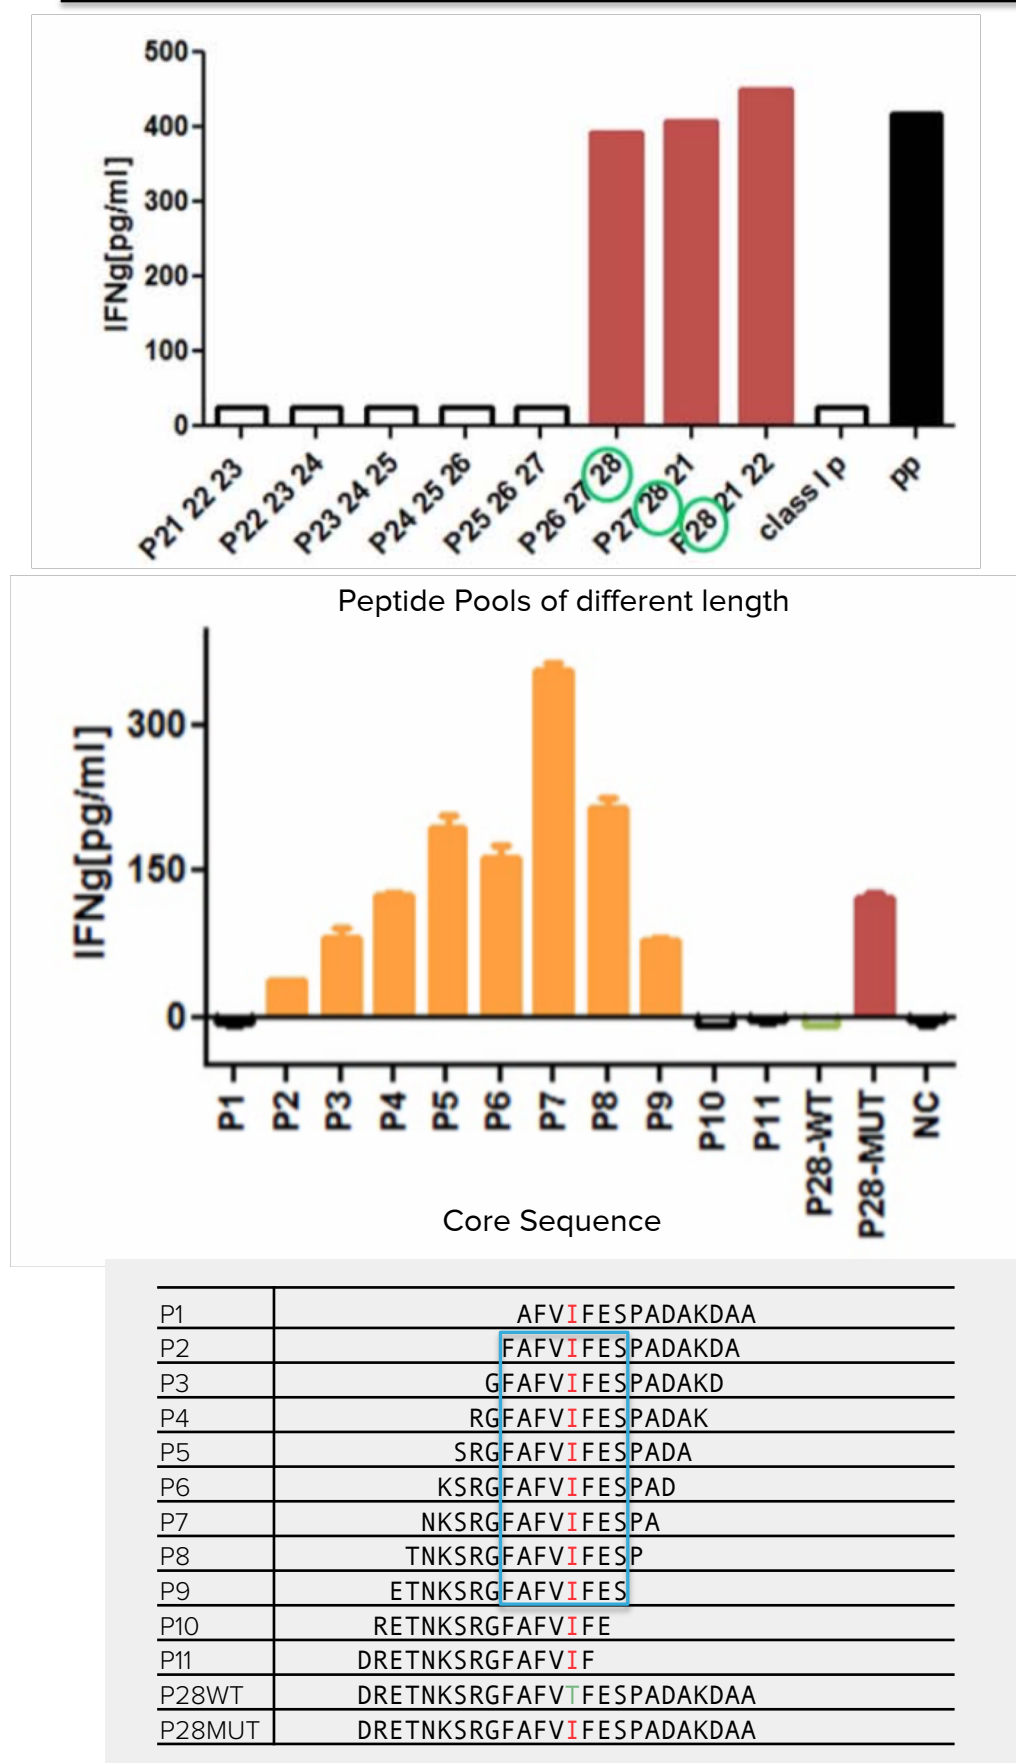 500
400
300
200
100
0
IFNg[pg/ml]
P21 22 23
P22 23 24
P23 24 25
P24 25 26
P25 26 27
P26 27 28
P27 28 21
P28 21 22
class I p
pp
Peptide Pools of different length
300
150
0
IFNg[pg/ml]
P1
P2
P3
P4
P5
P6
P7
P8
P9
P10
P11
P28-WT
P28-MUT
NC
Core Sequence
P1 AFVIFESPADAKDAA
P2 FAFVIFESPADAKDA
P3 GFAFVIFESPADAKD
P4 RGFAFVIFESPADAK
P5 SRGFAFVIFESPADA
P6 KSRGFAFVIFESPAD
P7 NKSRGFAFVIFESPA
P8 TNKSRGFAFVIFESP
P9 ETNKSRGFAFVIFES
P10 RETNKSRGFAFVIFE
P11 DRETNKSRGFAFVIF
P28WT DRETNKSRGFAFVTFESPADAKDAA
P28MUT DRETNKSRGFAFVIFESPADAKDAA